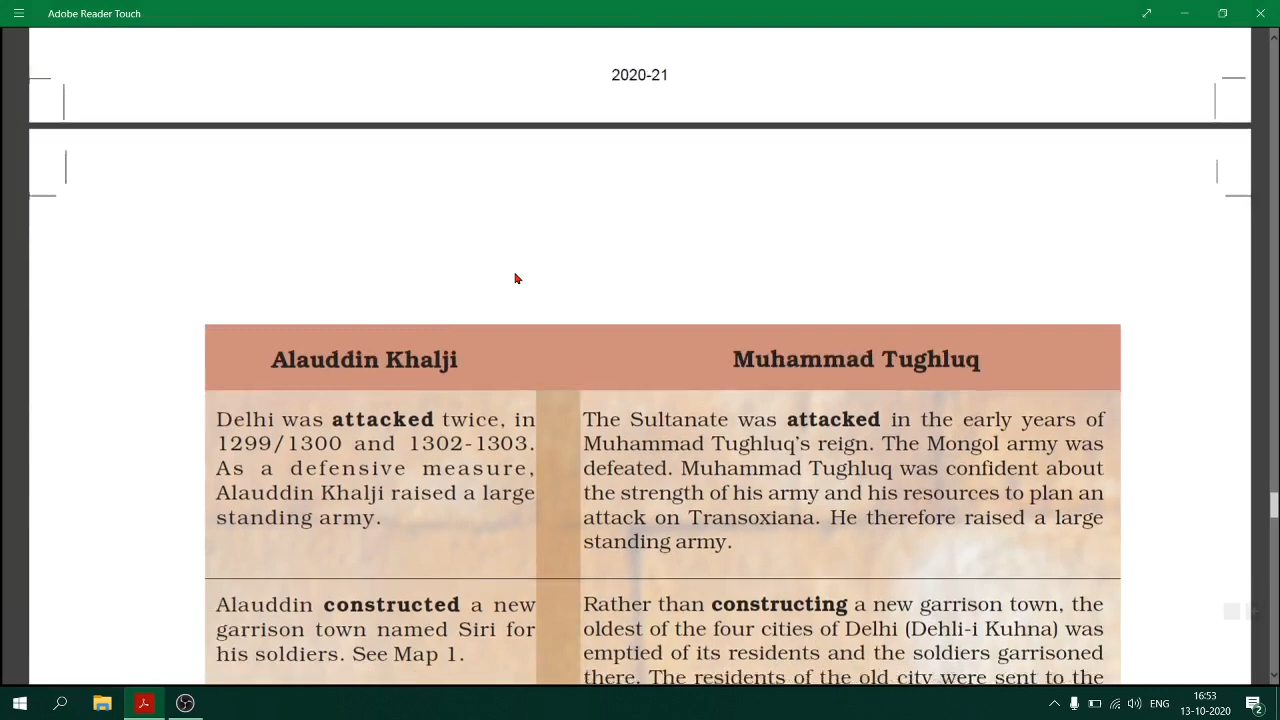 Adobe Reader Touch
2020-21
Alauddin Khalji
Muhammad Tughluq
Delhi was attacked twice, in
1299/1300 and 1302-1303.
As a defensive measure,
Alauddin Khalji raised a large
standing army.
The Sultanate was attacked in the early years of
Muhammad Tughluq's reign. The Mongol army was
defeated. Muhammad Tughluq was confident about
the strength of his army and his resources to plan an
attack on Transoxiana. He therefore raised a large
standing army.
Alauddin constructed a new
garrison town named Siri for
his soldiers. See Map 1.
Rather than constructing a new garrison town, the
oldest of the four cities of Delhi (Dehli-i Kuhna) was
emptied of its residents and the soldiers garrisoned
there. The residents of the old city were sent to the
ENG
16:53
13-10-2020
2